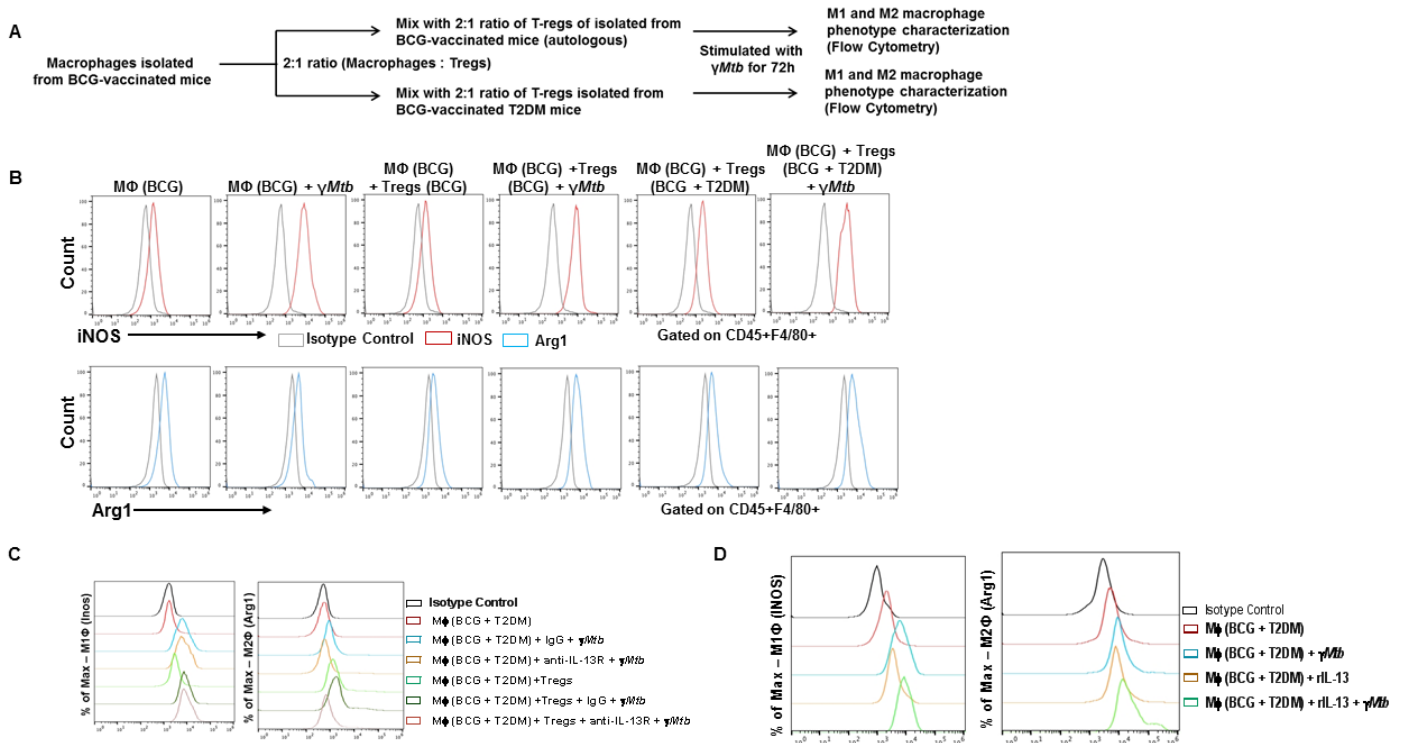 A
Macrophages isolated
from BCG-vaccinated mice
2:1 ratio (Macrophages : Tregs)
Mix with 2:1 ratio of T-regs of isolated from
BCG-vaccinated mice (autologous)
Mix with 2:1 ratio of T-regs isolated from
BCG-vaccinated T2DM mice
Stimulated with
γMtb for 72h
M1 and M2 macrophage
phenotype characterization
(Flow Cytometry)
M1 and M2 macrophage
phenotype characterization
(Flow Cytometry)
B
MΦ (BCG)
MΦ (BCG) + γMtb
MΦ (BCG)
+ Tregs (BCG)
MΦ (BCG) +Tregs
(BCG) + γMtb
MΦ (BCG) + Tregs
(BCG + T2DM)
MΦ (BCG) + Tregs
(BCG + T2DM)
+ γMtb
Count
iNOS
Isotype Control
iNOS
Arg1
Gated on CD45+F4/80+
Count
Arg1
Gated on CD45+F4/80+
C
% of Max – M1Φ (Inos)
% of Max – M2Φ (Arg1)
Isotype Control
Mϕ (BCG + T2DM)
Mϕ (BCG + T2DM) + IgG + γMtb
Mϕ (BCG + T2DM) + anti-IL-13R + γMtb
Mϕ (BCG + T2DM) +Tregs
Mϕ (BCG + T2DM) +Tregs + IgG + γMtb
Mϕ (BCG + T2DM) + Tregs + anti-IL-13R + γMtb
D
% of Max – M1Φ (INOS)
% of Max – M2Φ (Arg1)
Isotype Control
Mϕ (BCG + T2DM)
Mϕ (BCG + T2DM) + γMtb
Mϕ (BCG + T2DM) + rIL-13
Mϕ (BCG + T2DM) + rIL-13 + γMtb